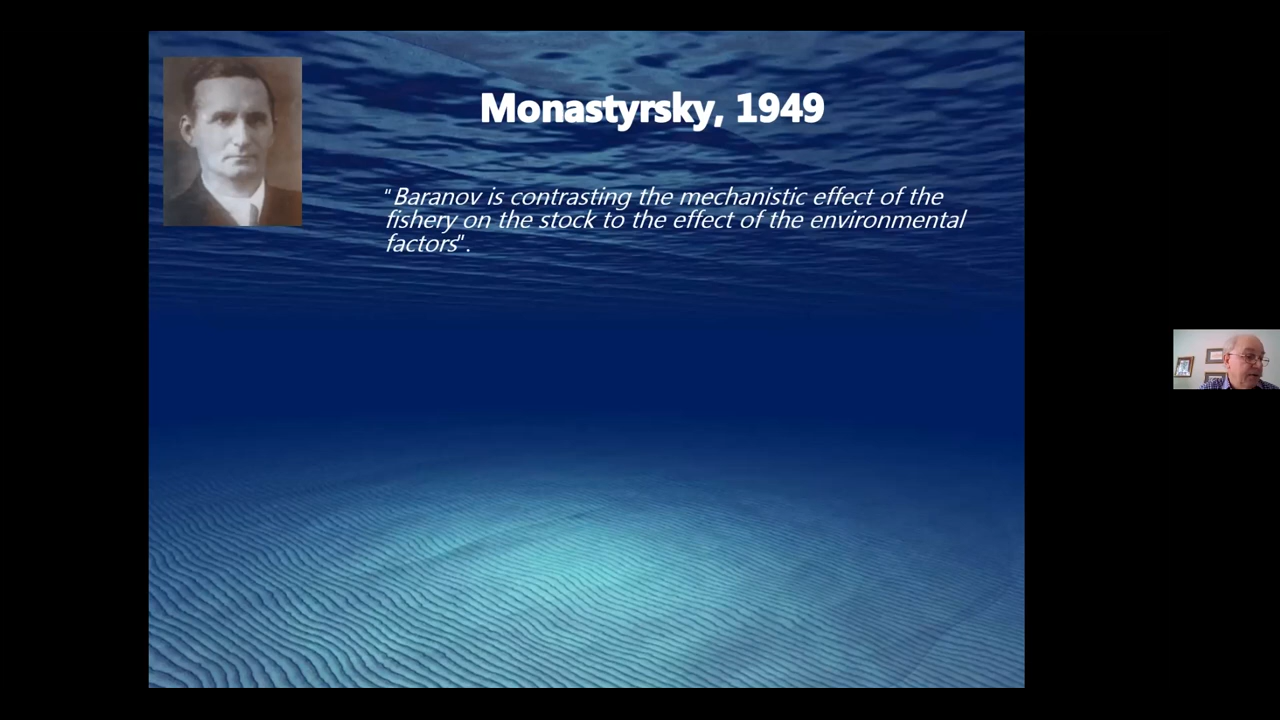 Monastyrsky, 1949
"Baranov is contrasting the mechanistic effect of the
fishery on the stock to the effect of the environmental
factors".